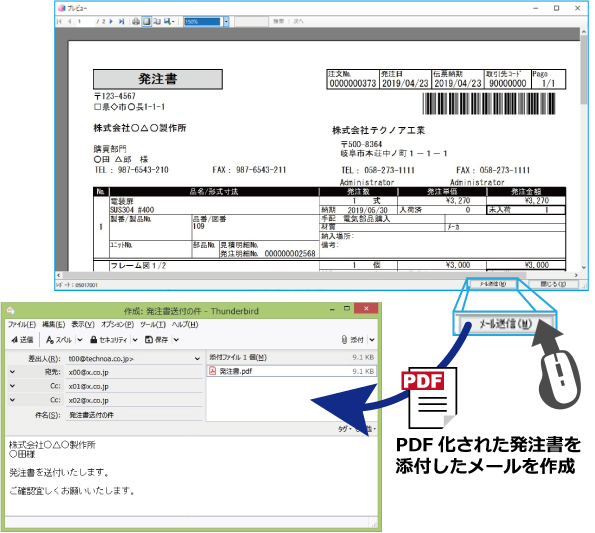 プレビュー
1 / 2 150% 検索 | 次へ
発注書
〒123-4567
□県◇市○長1-1-1
株式会社○△○製作所
購買部門
○田 △郎 様
TEL : 987-6543-210 FAX : 987-6543-211
注文No. 発注日 伝票納期 取引先コード Page
0000000373 2019/04/23 2019/04/23 90000000 1/1
株式会社テクノア工業
〒500-8364
岐阜市本荘中ノ町1-1-1
TEL : 058-273-1111 FAX : 058-273-1111
Administrator Administrator
No. 品名/形式寸法 発注数 発注単価 発注金額
1 電装扉 1 式 ¥3,270 ¥3,270
SUS304 #400 納期 2019/05/30 入荷済 0 未入荷 1
製番/製品No. 品番/図番 手配 電気部品購入
109 材質 メーカ
納入場所:
ユニットNo. 部品No. 見積明細No. 備考:
発注明細No. 000000002568
フレーム図1/2 1 個 ¥3,000 ¥3,000
レポート:05017001 メール送信(M) 閉じる(X)
メール送信(M)
作成: 発注書送付の件 - Thunderbird
ファイル(F) 編集(E) 表示(V) オプション(P) ツール(T) ヘルプ(H)
送信 スペル セキュリティ 保存 添付
差出人(R): t00@technoa.co.jp> 添付ファイル 1 個(M) 9.1 KB
宛先: x00@x.co.jp 発注書.pdf 9.1 KB
Cc: x01@x.co.jp
Cc: x02@x.co.jp
件名(S): 発注書送付の件
タグ・
株式会社○△○製作所
○田様
発注書を送付いたします。
ご確認宜しくお願いいたします。
PDF
PDF 化された発注書を
添付したメールを作成